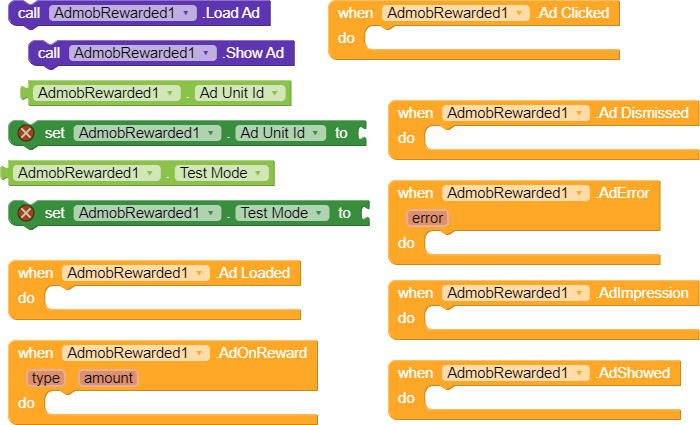 call AdmobRewarded1 .Load Ad
call AdmobRewarded1 .Show Ad
AdmobRewarded1 . Ad Unit Id
set AdmobRewarded1 . Ad Unit Id to
AdmobRewarded1 . Test Mode
set AdmobRewarded1 . Test Mode to
when AdmobRewarded1 .Ad Loaded
do
when AdmobRewarded1 .AdOnReward
type amount
do
when AdmobRewarded1 .Ad Clicked
do
when AdmobRewarded1 .Ad Dismissed
do
when AdmobRewarded1 .AdError
error
do
when AdmobRewarded1 .AdImpression
do
when AdmobRewarded1 .AdShowed
do